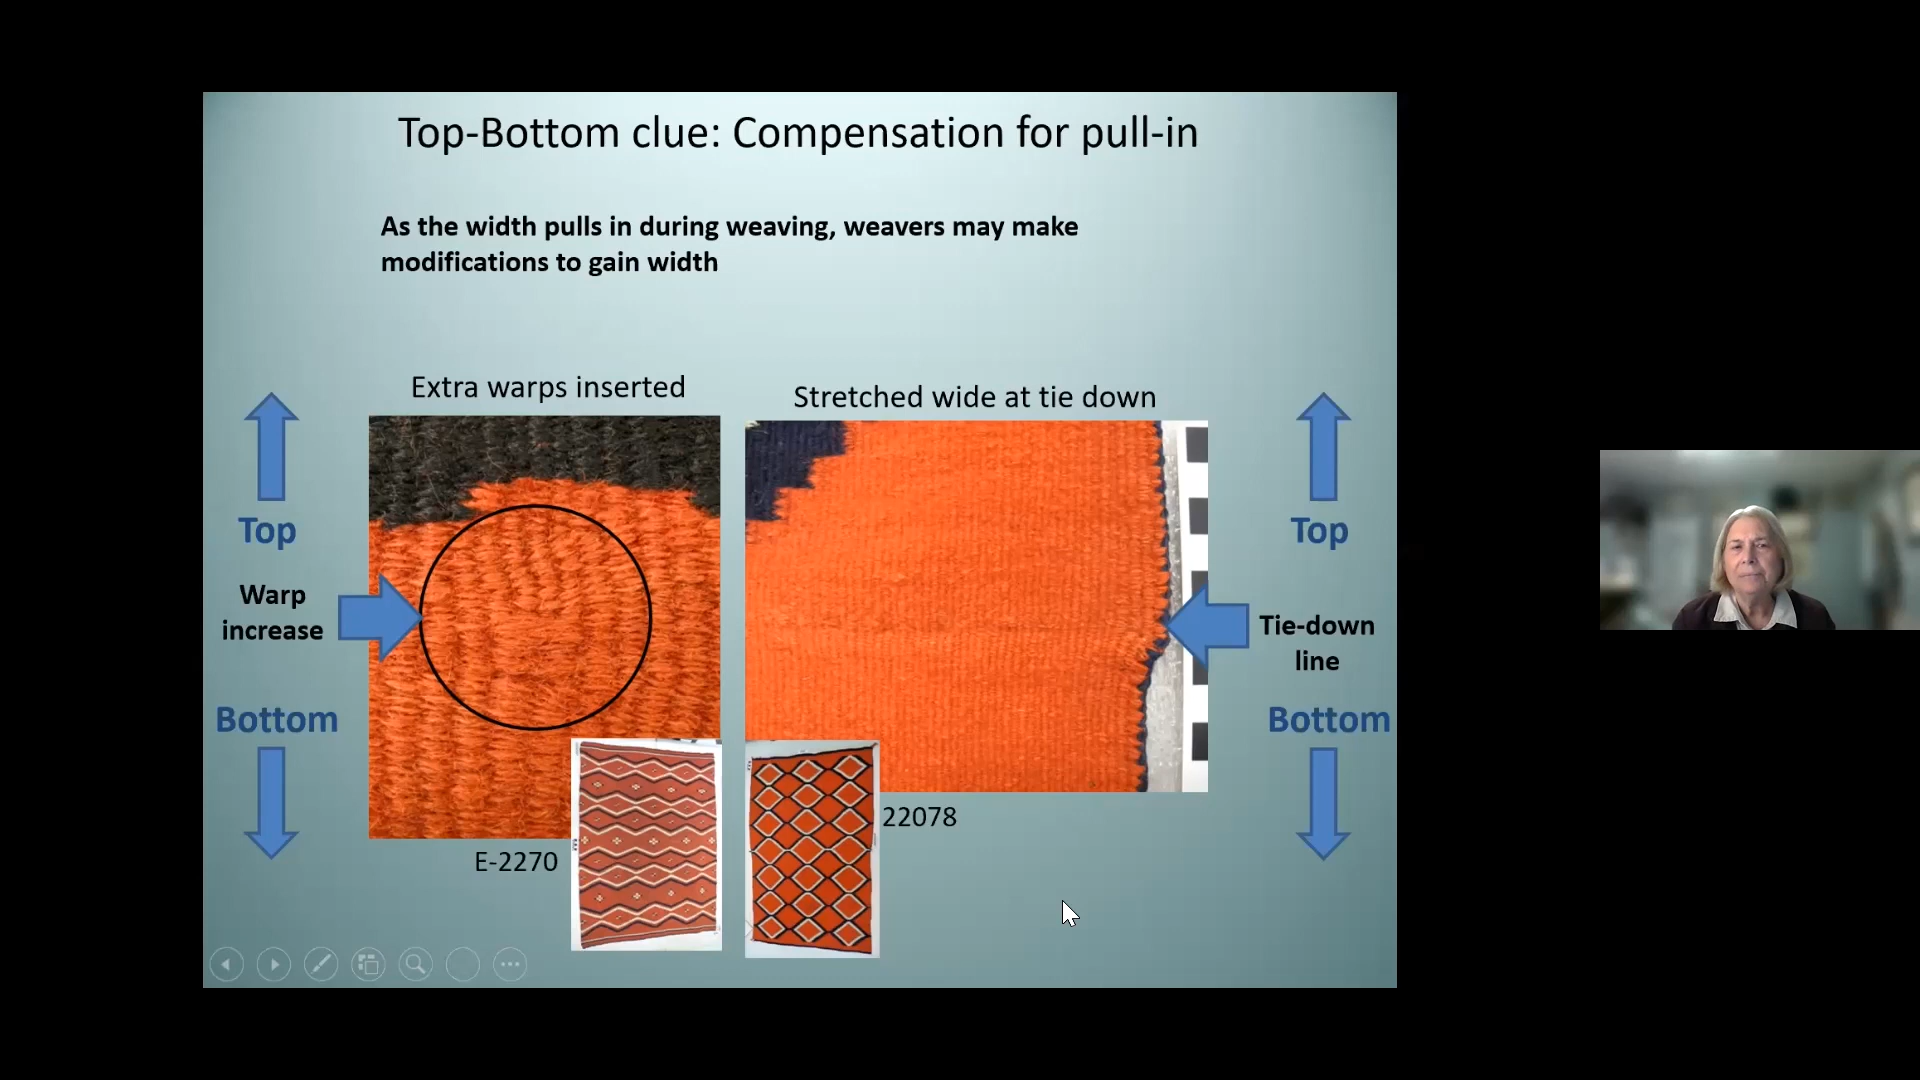 Top-Bottom clue: Compensation for pull-in
As the width pulls in during weaving, weavers may make
modifications to gain width
Extra warps inserted
Stretched wide at tie down
Top
Top
Warp
increase
Tie-down
line
Bottom
Bottom
22078
E-2270